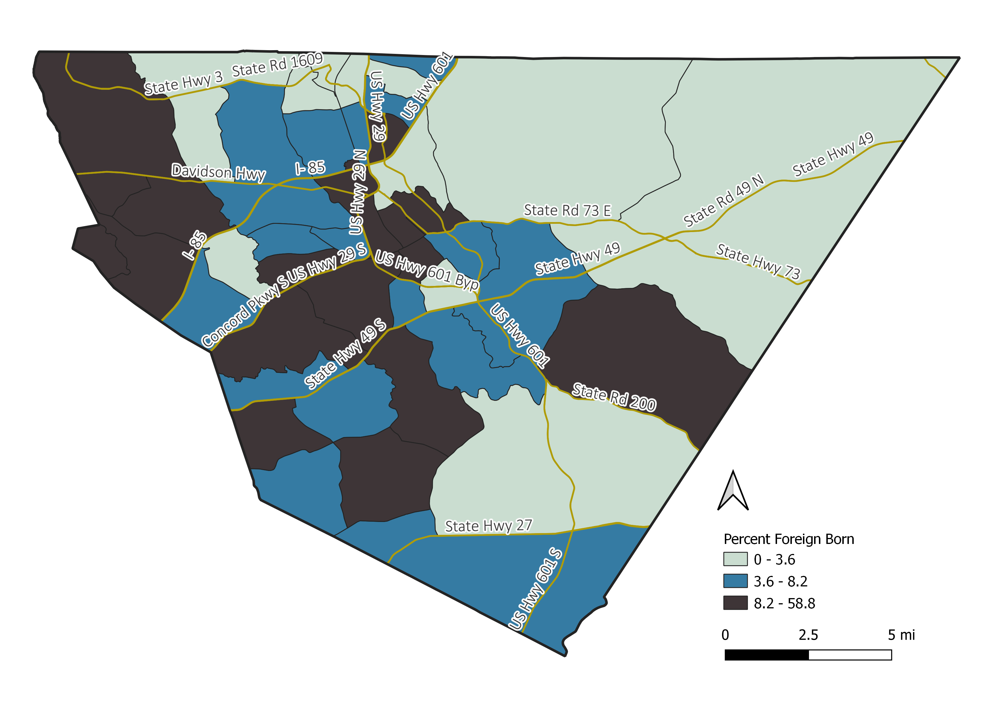 State Hwy 3
State Rd 1609
US Hwy 601
US Hwy 29
Davidson Hwy
I- 85
US Hwy 29 N
State Hwy 49
State Rd 49 N
State Rd 73 E
I- 85
State Hwy 49
State Hwy 73
US Hwy 29 S
US Hwy 601 Byp
Concord Pkwy S
State Hwy 49 S
US Hwy 601
State Rd 200
State Hwy 27
US Hwy 601 S
Percent Foreign Born
0 - 3.6
3.6 - 8.2
8.2 - 58.8
0 2.5 5 mi